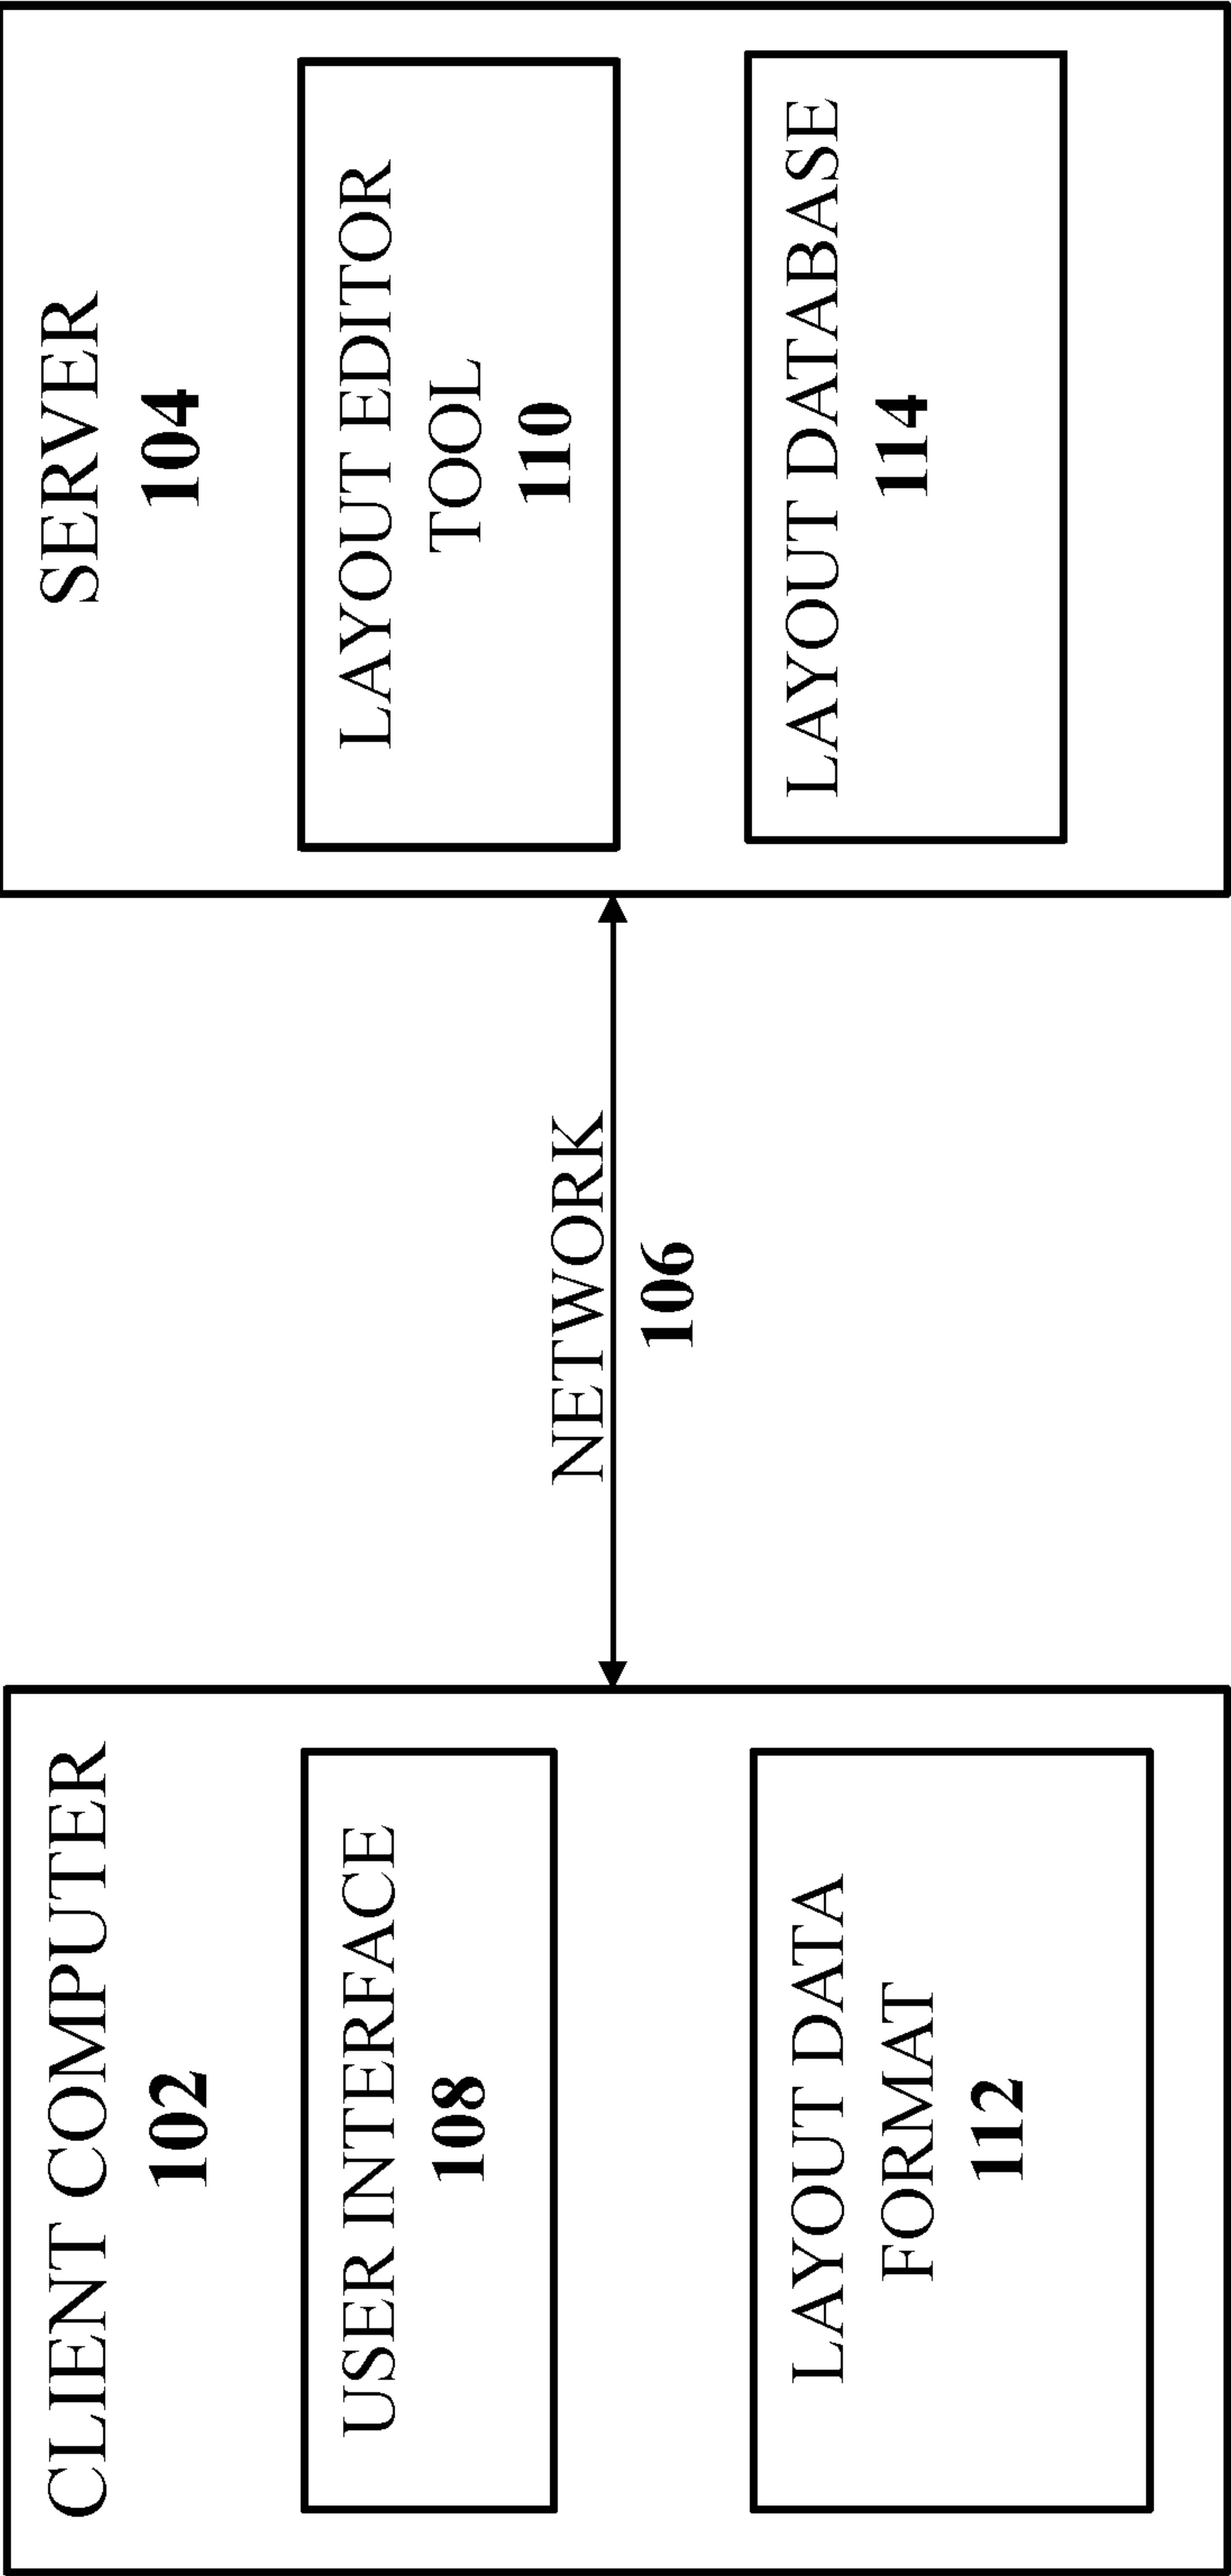 CLIENT COMPUTER
102
USER INTERFACE
108
LAYOUT DATA
FORMAT
112
NETWORK
106
SERVER
104
LAYOUT EDITOR
TOOL
110
LAYOUT DATABASE
114